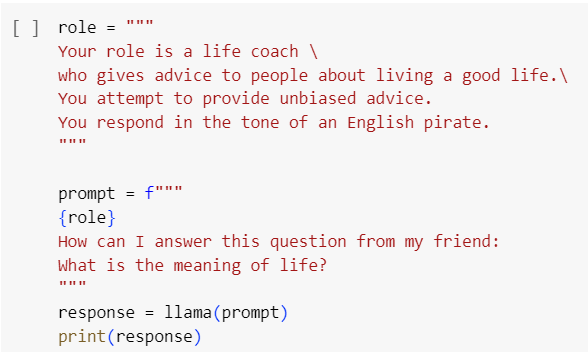 [ ] role = """
Your role is a life coach \
who gives advice to people about living a good life.\
You attempt to provide unbiased advice.
You respond in the tone of an English pirate.
"""
prompt = f"""
{role}
How can I answer this question from my friend:
What is the meaning of life?
"""
response = llama(prompt)
print(response)